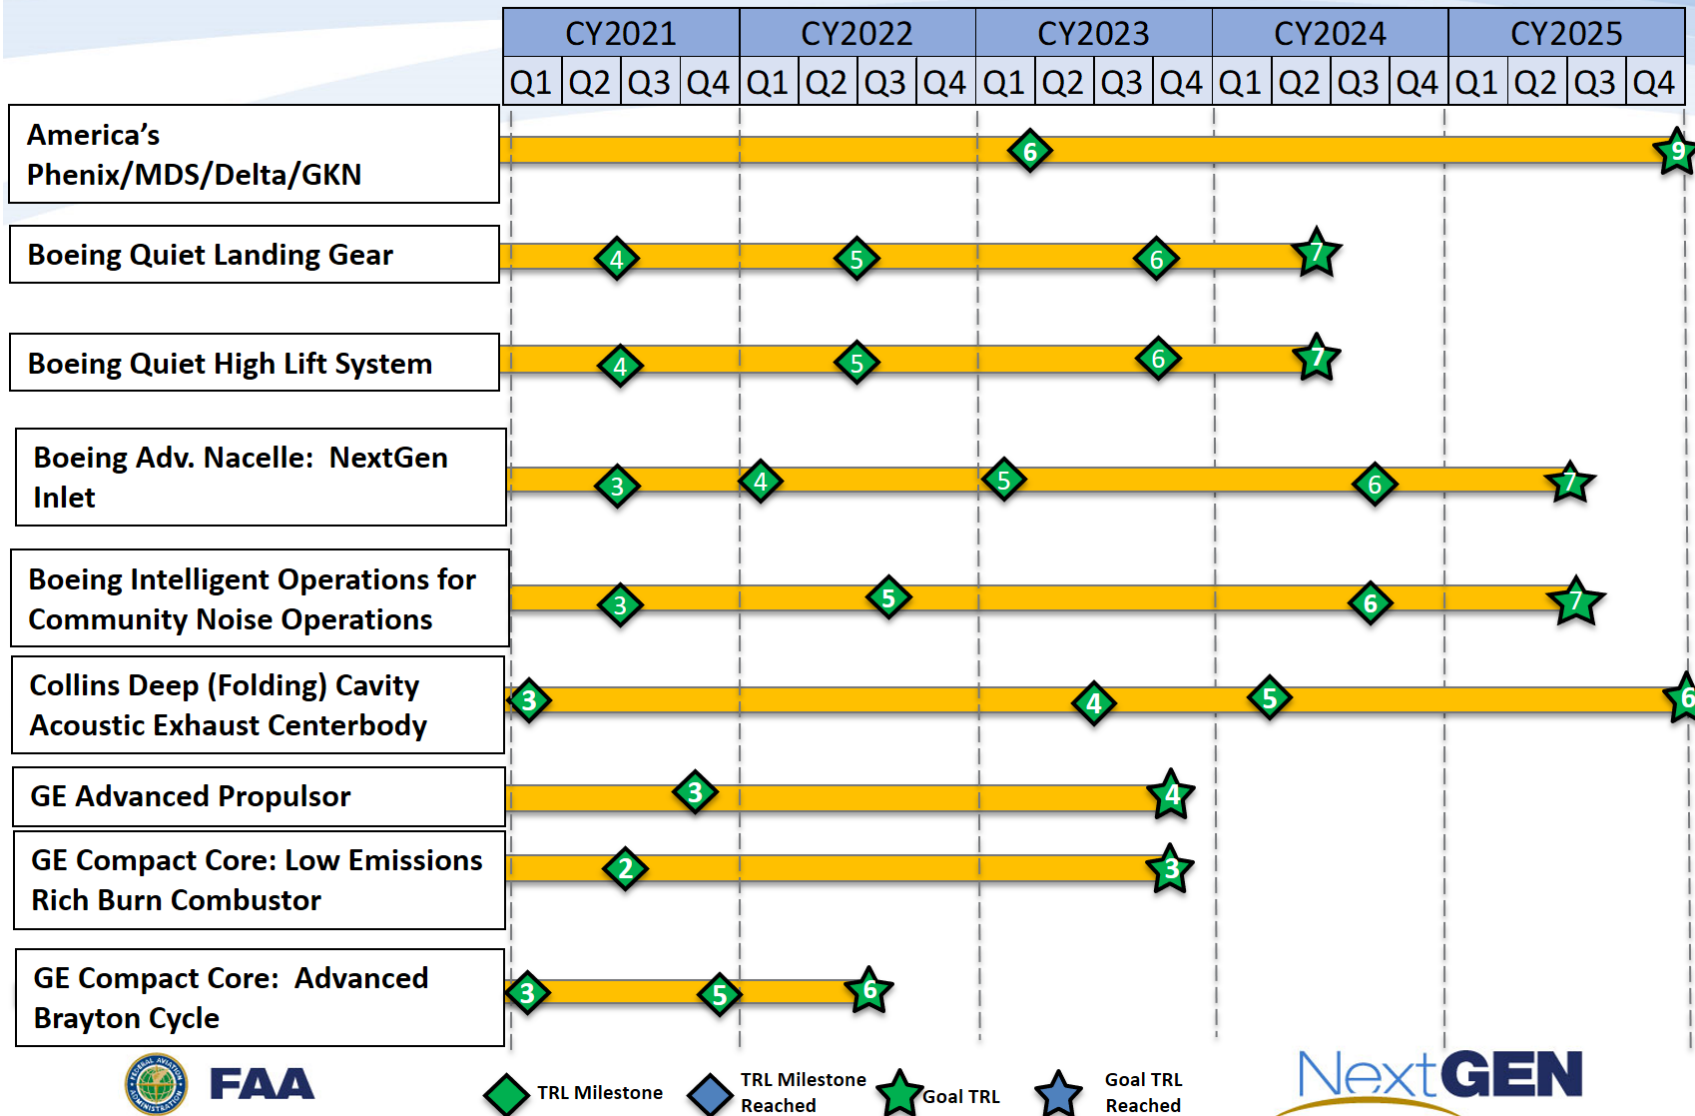 CY2021 CY2022 CY2023 CY2024 CY2025
Q1 Q2 Q3 Q4 Q1 Q2 Q3 Q4 Q1 Q2 Q3 Q4 Q1 Q2 Q3 Q4 Q1 Q2 Q3 Q4
America's
Phenix/MDS/Delta/GKN
6 9
Boeing Quiet Landing Gear
4 5 6 7
Boeing Quiet High Lift System
4 5 6 7
Boeing Adv. Nacelle: NextGen
Inlet
3 4 5 6 7
Boeing Intelligent Operations for
Community Noise Operations
3 5 6 7
Collins Deep (Folding) Cavity
Acoustic Exhaust Centerbody
3 4 5 6
GE Advanced Propulsor
3 4
GE Compact Core: Low Emissions
Rich Burn Combustor
2 3
GE Compact Core: Advanced
Brayton Cycle
3 5 6
FEDERAL AVIATION
ADMINISTRATION
FAA
TRL Milestone
TRL Milestone
Reached
Goal TRL
Goal TRL
Reached
NextGEN